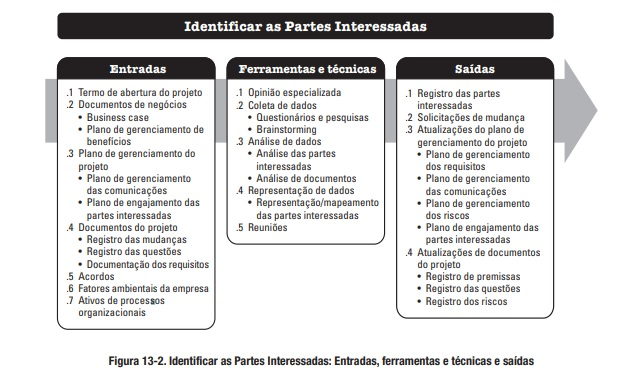 Identificar as Partes Interessadas
Entradas
.1 Termo de abertura do projeto
.2 Documentos de negócios
• Business case
• Plano de gerenciamento de
benefícios
.3 Plano de gerenciamento do
projeto
• Plano de gerenciamento
das comunicações
• Plano de engajamento das
partes interessadas
.4 Documentos do projeto
• Registro das mudanças
• Registro das questões
• Documentação dos requisitos
.5 Acordos
.6 Fatores ambientais da empresa
.7 Ativos de processos
organizacionais
Ferramentas e técnicas
.1 Opinião especializada
.2 Coleta de dados
• Questionários e pesquisas
• Brainstorming
.3 Análise de dados
• Análise das partes
interessadas
• Análise de documentos
.4 Representação de dados
• Representação/mapeamento
das partes interessadas
.5 Reuniões
Saídas
.1 Registro das partes
interessadas
.2 Solicitações de mudança
.3 Atualizações do plano de
gerenciamento do projeto
• Plano de gerenciamento
dos requisitos
• Plano de gerenciamento
das comunicações
• Plano de gerenciamento
dos riscos
• Plano de engajamento das
partes interessadas
.4 Atualizações de documentos
do projeto
• Registro de premissas
• Registro das questões
• Registro dos riscos
Figura 13-2. Identificar as Partes Interessadas: Entradas, ferramentas e técnicas e saídas